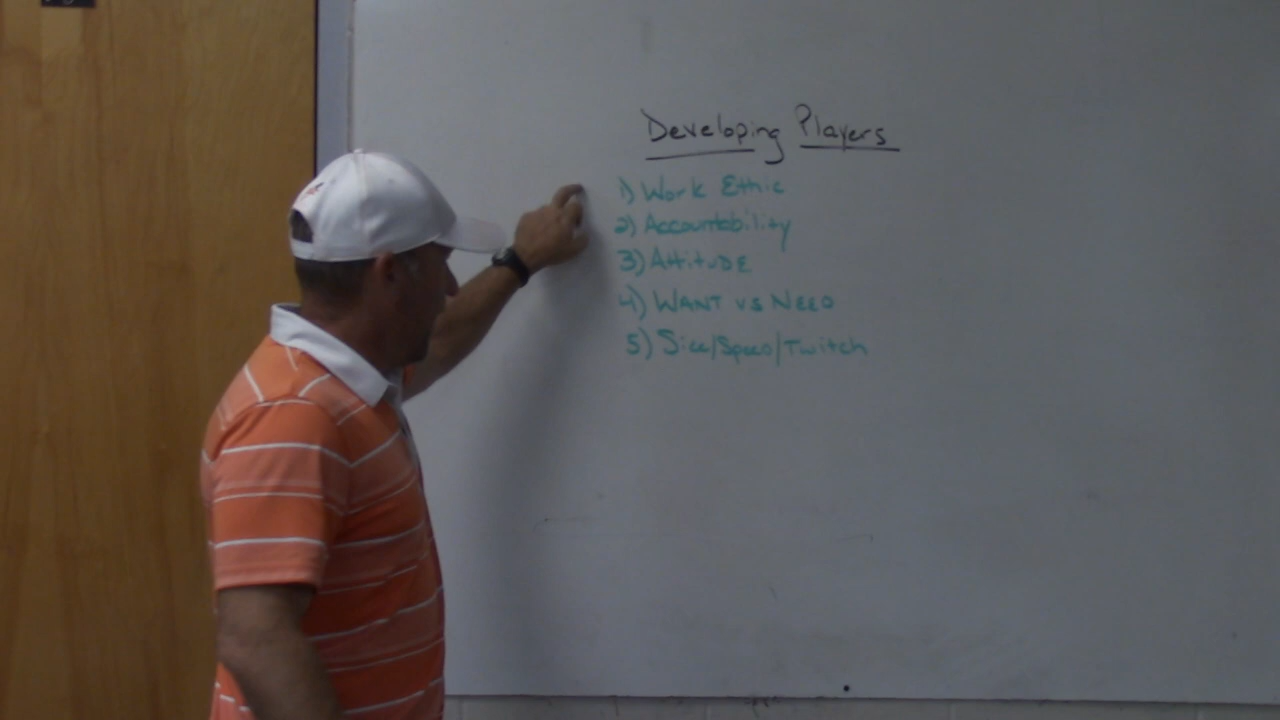 Developing Players
1) Work Ethic
2) Accountability
3) AttituDE
4) WANT vs NEED
5) Size/Speed/Twitch